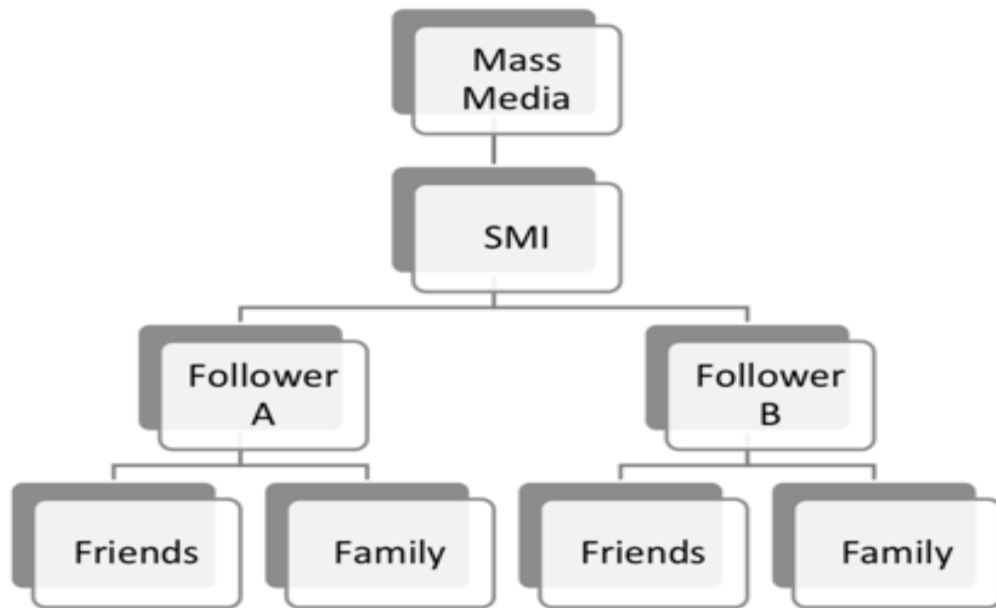 Mass
Media
SMI
Follower
A
Follower
B
Friends
Family
Friends
Family